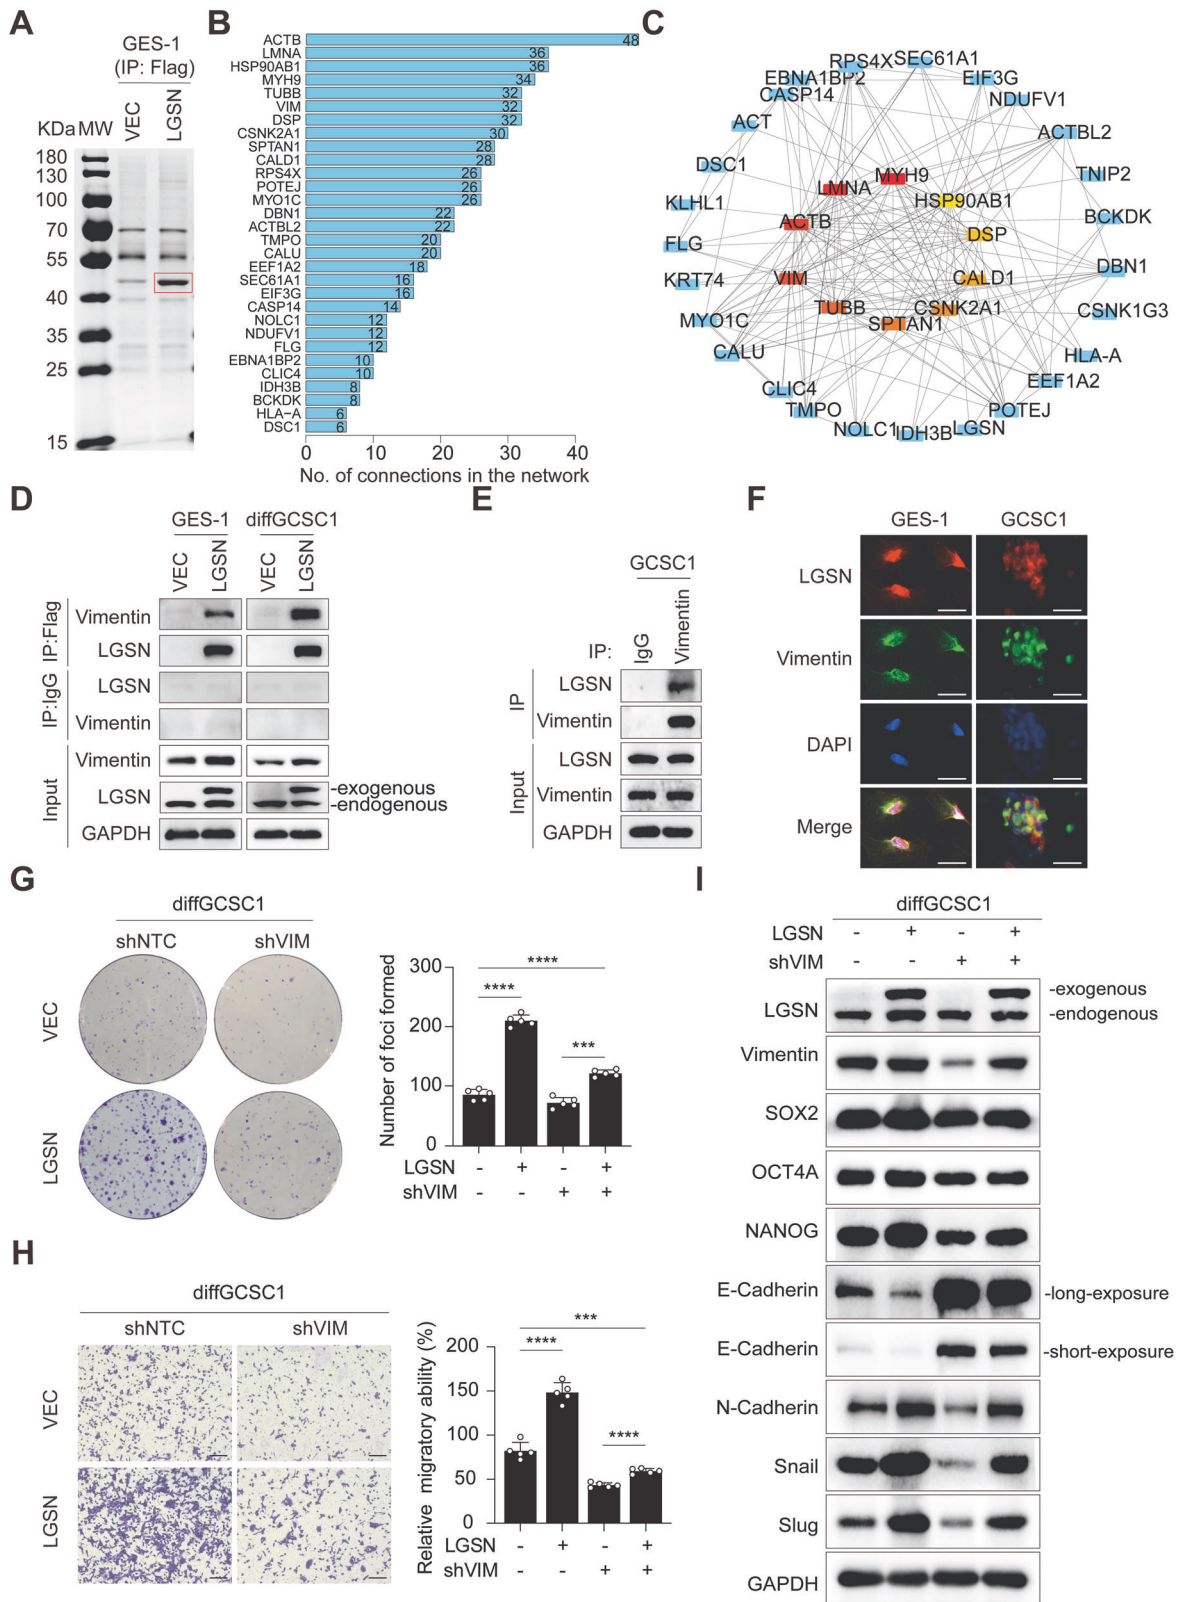 A
GES-1
(IP: Flag)
KDa MW VEC LGSN
180
130
100
70
55
40
35
25
15
B
ACTB 48
LMNA 36
HSP90AB1 36
MYH9 34
TUBB 32
VIM 32
DSP 32
CSNK2A1 30
SPTAN1 28
CALD1 28
RPS4X 26
POTEJ 26
MYO1C 26
DBN1 22
ACTBL2 22
TMPO 20
CALU 20
EEF1A2 18
SEC61A1 16
EIF3G 16
CASP14 14
NOLC1 12
NDUFV1 12
FLG 12
EBNA1BP2 10
CLIC4 10
IDH3B 8
BCKDK 8
HLA−A 6
DSC1 6
0 10 20 30 40
No. of connections in the network
C
RPS4X
SEC61A1
EBNA1BP2
EIF3G
CASP14
NDUFV1
ACT
ACTBL2
DSC1
TNIP2
MYH9
LMNA
HSP90AB1
KLHL1
BCKDK
ACTB
DSP
FLG
DBN1
KRT74
VIM
CALD1
CSNK1G3
MYO1C
TUBB
CSNK2A1
SPTAN1
CALU
HLA-A
EEF1A2
CLIC4
TMPO
POTEJ
NOLC1
IDH3B
LGSN
D
GES-1 diffGCSC1
VEC LGSN VEC LGSN
IP:Flag
Vimentin
LGSN
IP:IgG
LGSN
Vimentin
Input
Vimentin
LGSN
-exogenous
-endogenous
GAPDH
E
GCSC1
IP: IgG Vimentin
IP
LGSN
Vimentin
Input
LGSN
Vimentin
GAPDH
F
GES-1 GCSC1
LGSN
Vimentin
DAPI
Merge
G
diffGCSC1
shNTC shVIM
VEC
LGSN
Number of foci formed
300
200
100
0
****
****
***
LGSN - + - +
shVIM - - + +
H
diffGCSC1
shNTC shVIM
VEC
LGSN
Relative migratory ability (%)
200
150
100
50
0
***
****
****
LGSN - + - +
shVIM - - + +
I
diffGCSC1
LGSN - + - +
shVIM - - + +
LGSN
-exogenous
-endogenous
Vimentin
SOX2
OCT4A
NANOG
E-Cadherin -long-exposure
E-Cadherin -short-exposure
N-Cadherin
Snail
Slug
GAPDH